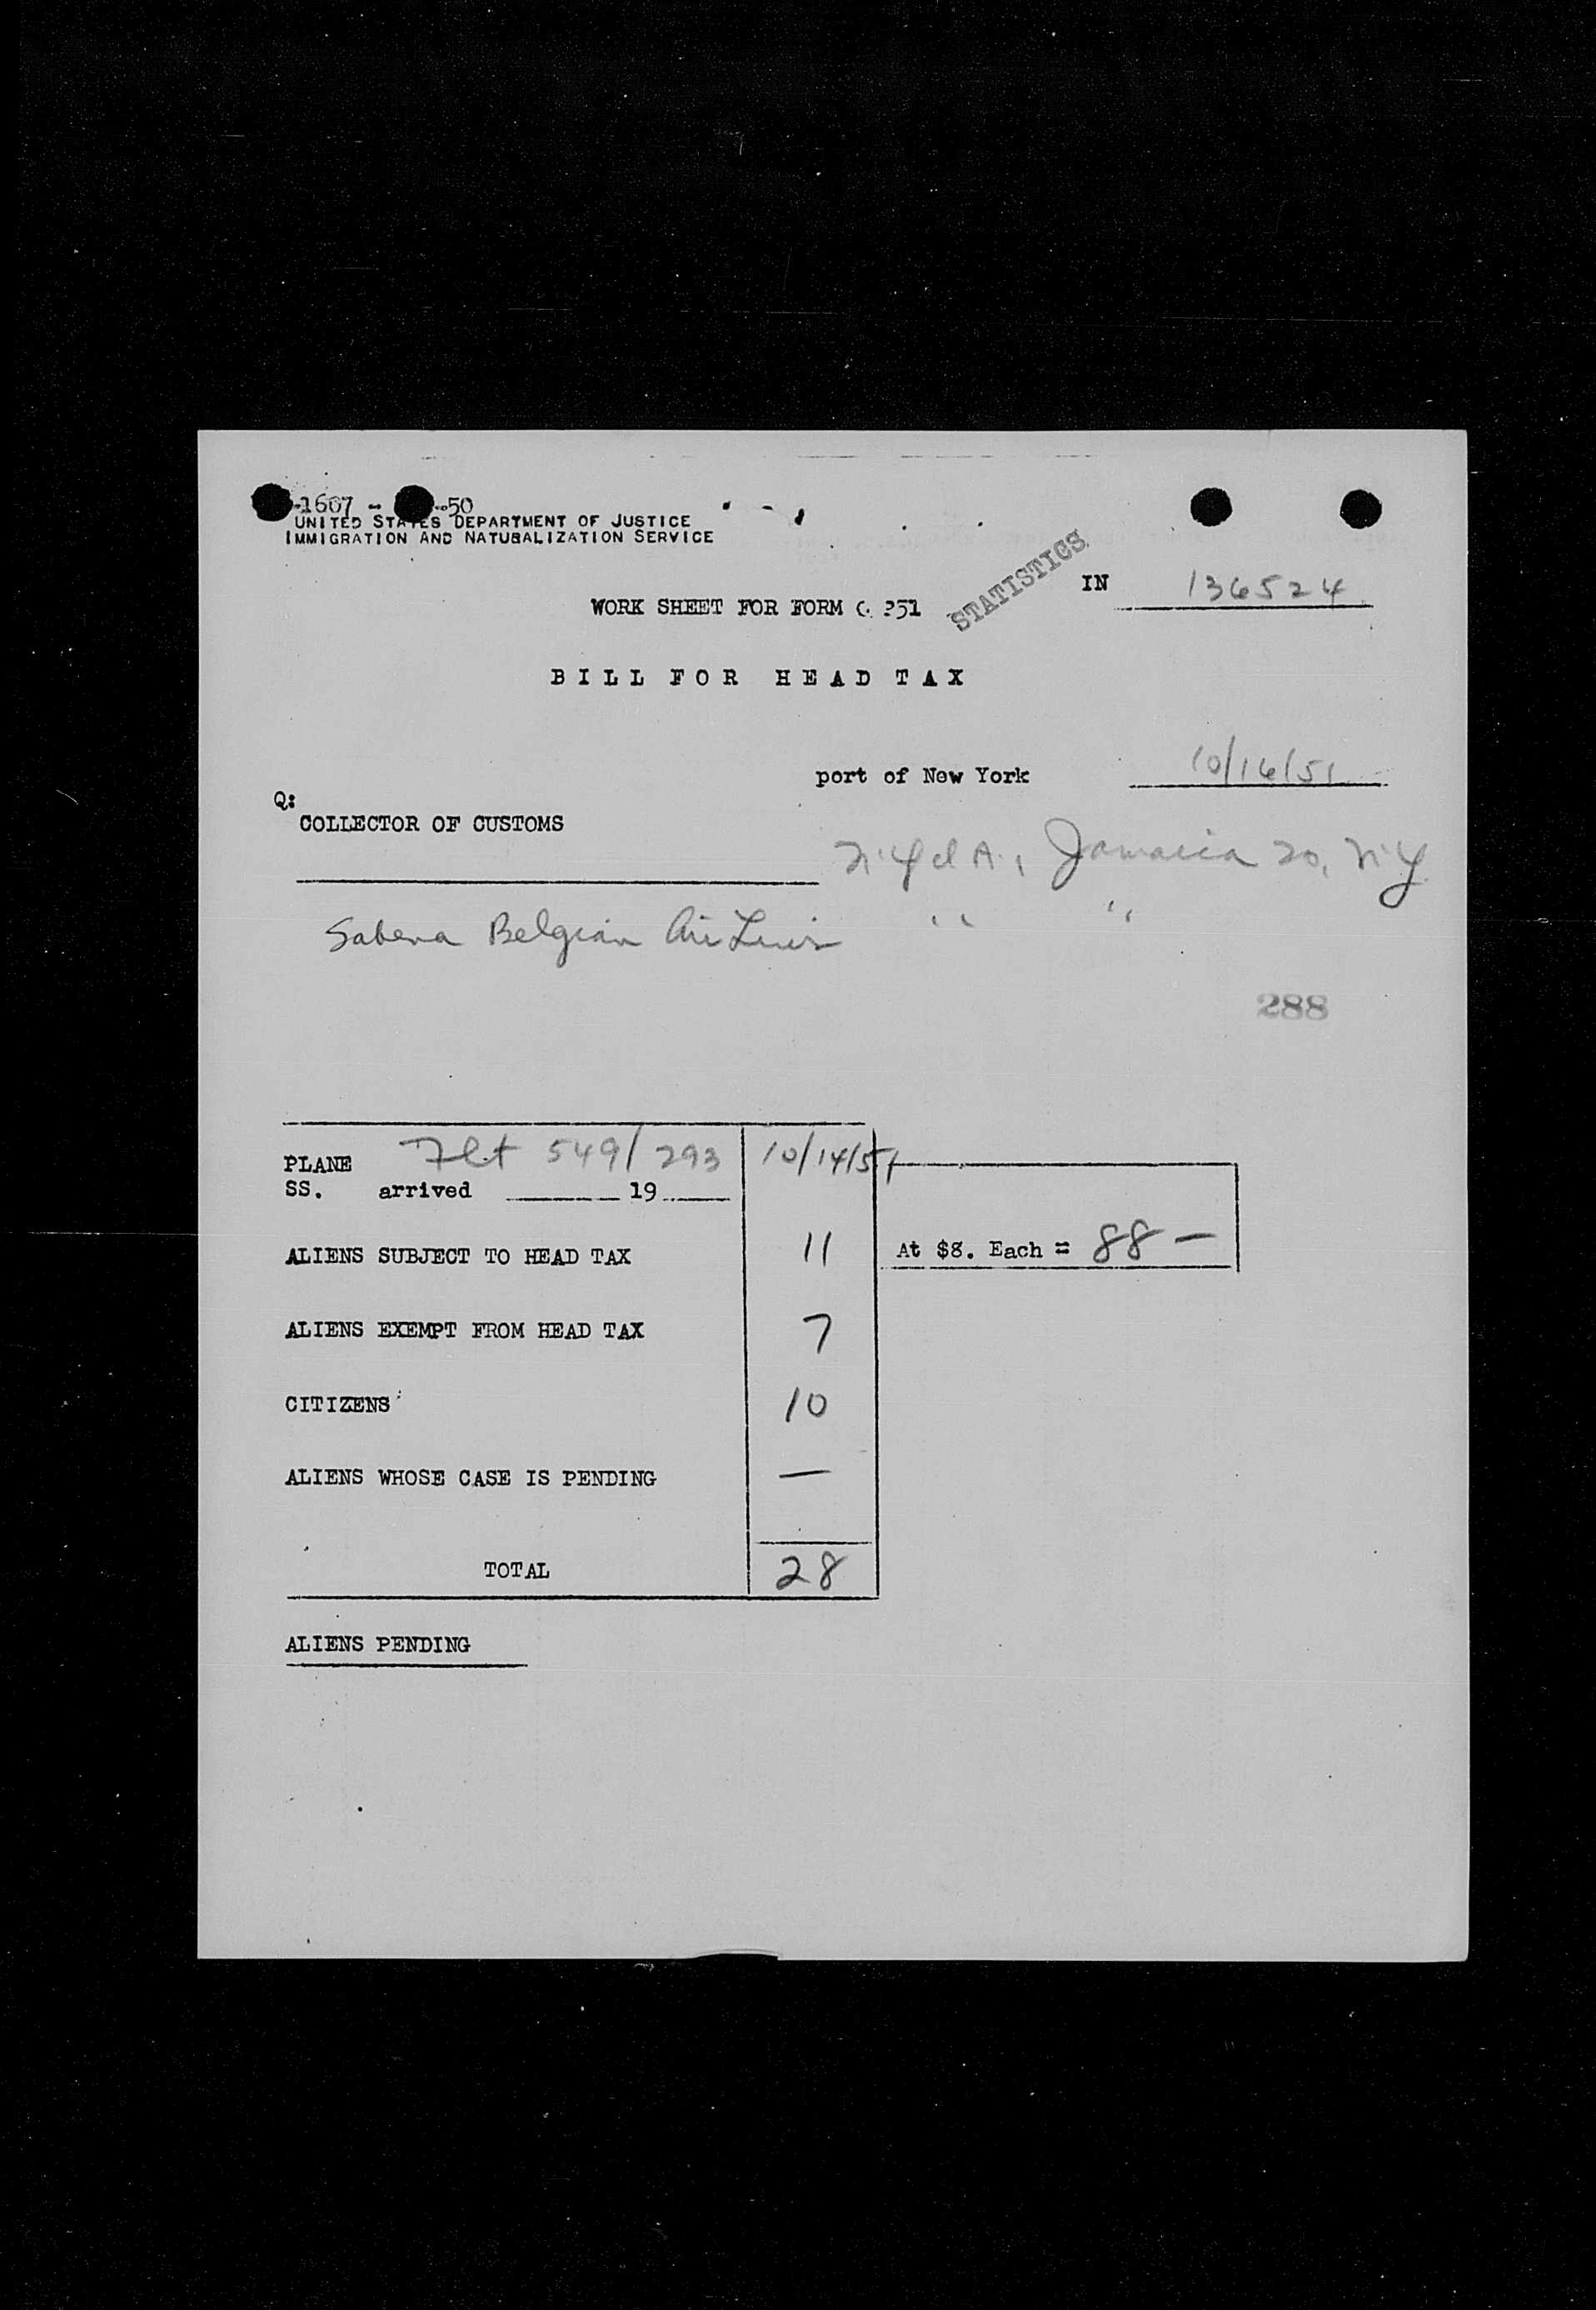 -1607 - -50
UNITED STATES DEPARTMENT OF JUSTICE
IMMIGRATION AND NATURALIZATION SERVICE
STATISTICS
IN 136524
WORK SHEET FOR FORM 351
BILL FOR HEAD TAX
port of New York 10/16/51
Q:
COLLECTOR OF CUSTOMS
Jamaica 20, N.Y.
Sabena Belgian Air Lines " "
288
PLANE Flt 549/293 10/14/51
SS. arrived 19
ALIENS SUBJECT TO HEAD TAX 11 At $8. Each = 88 —
ALIENS EXEMPT FROM HEAD TAX 7
CITIZENS 10
ALIENS WHOSE CASE IS PENDING —
TOTAL 28
ALIENS PENDING